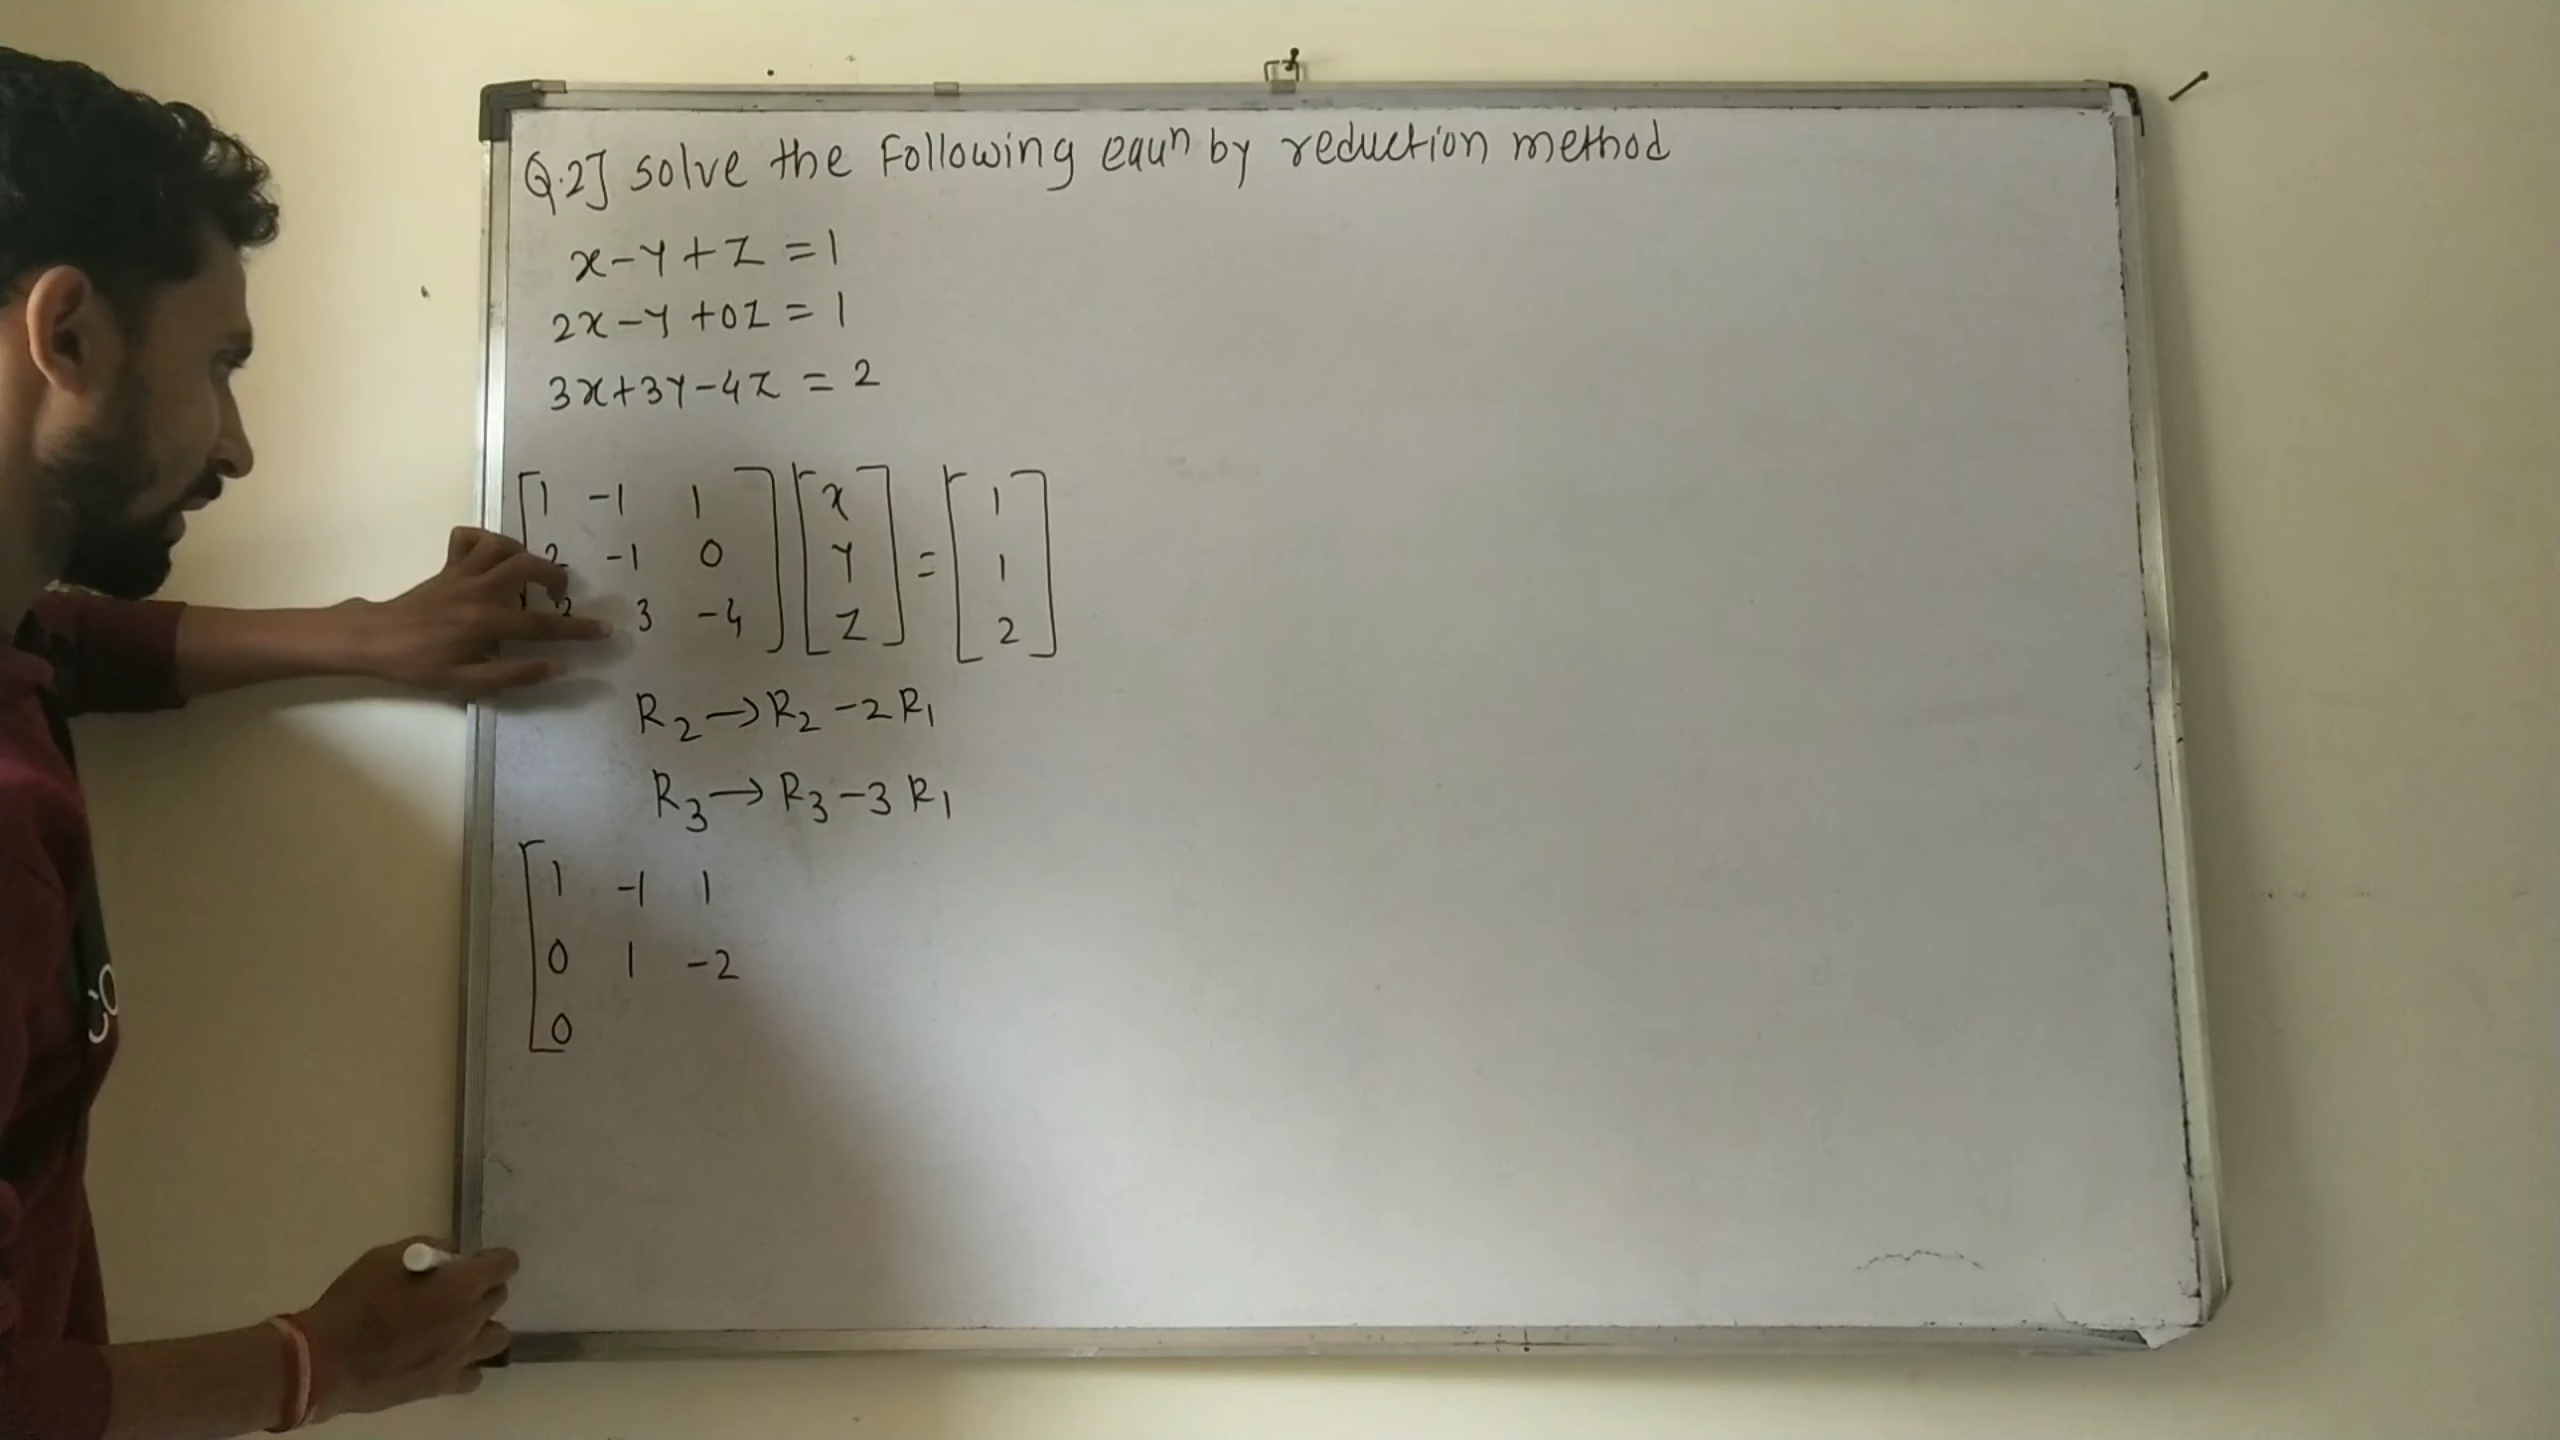 Q.2] solve the Following equⁿ by reduction method
x-y+z = 1
2x-y+0z = 1
3x+3y-4z = 2
[1 -1 1] [x] = [1]
[2 -1 0] [y] [1]
3 -4] [z] [2]
R₂→R₂-2R₁
R₃→R₃-3R₁
[1 -1 1
0 1 -2
0